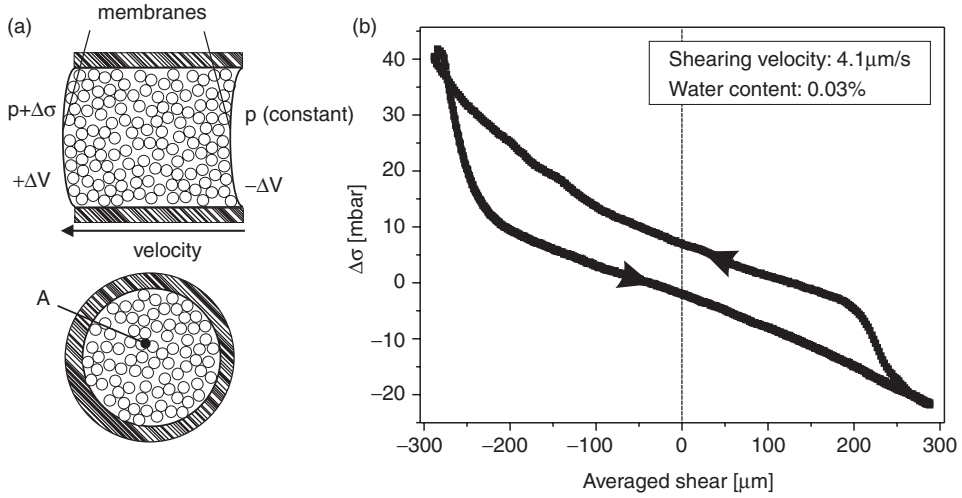 (a)
membranes
p+Δσ
p (constant)
+ΔV
−ΔV
velocity
A
(b)
Shearing velocity: 4.1μm/s
Water content: 0.03%
Δσ [mbar]
40
30
20
10
0
−10
−20
−300
−200
−100
0
100
200
300
Averaged shear [μm]